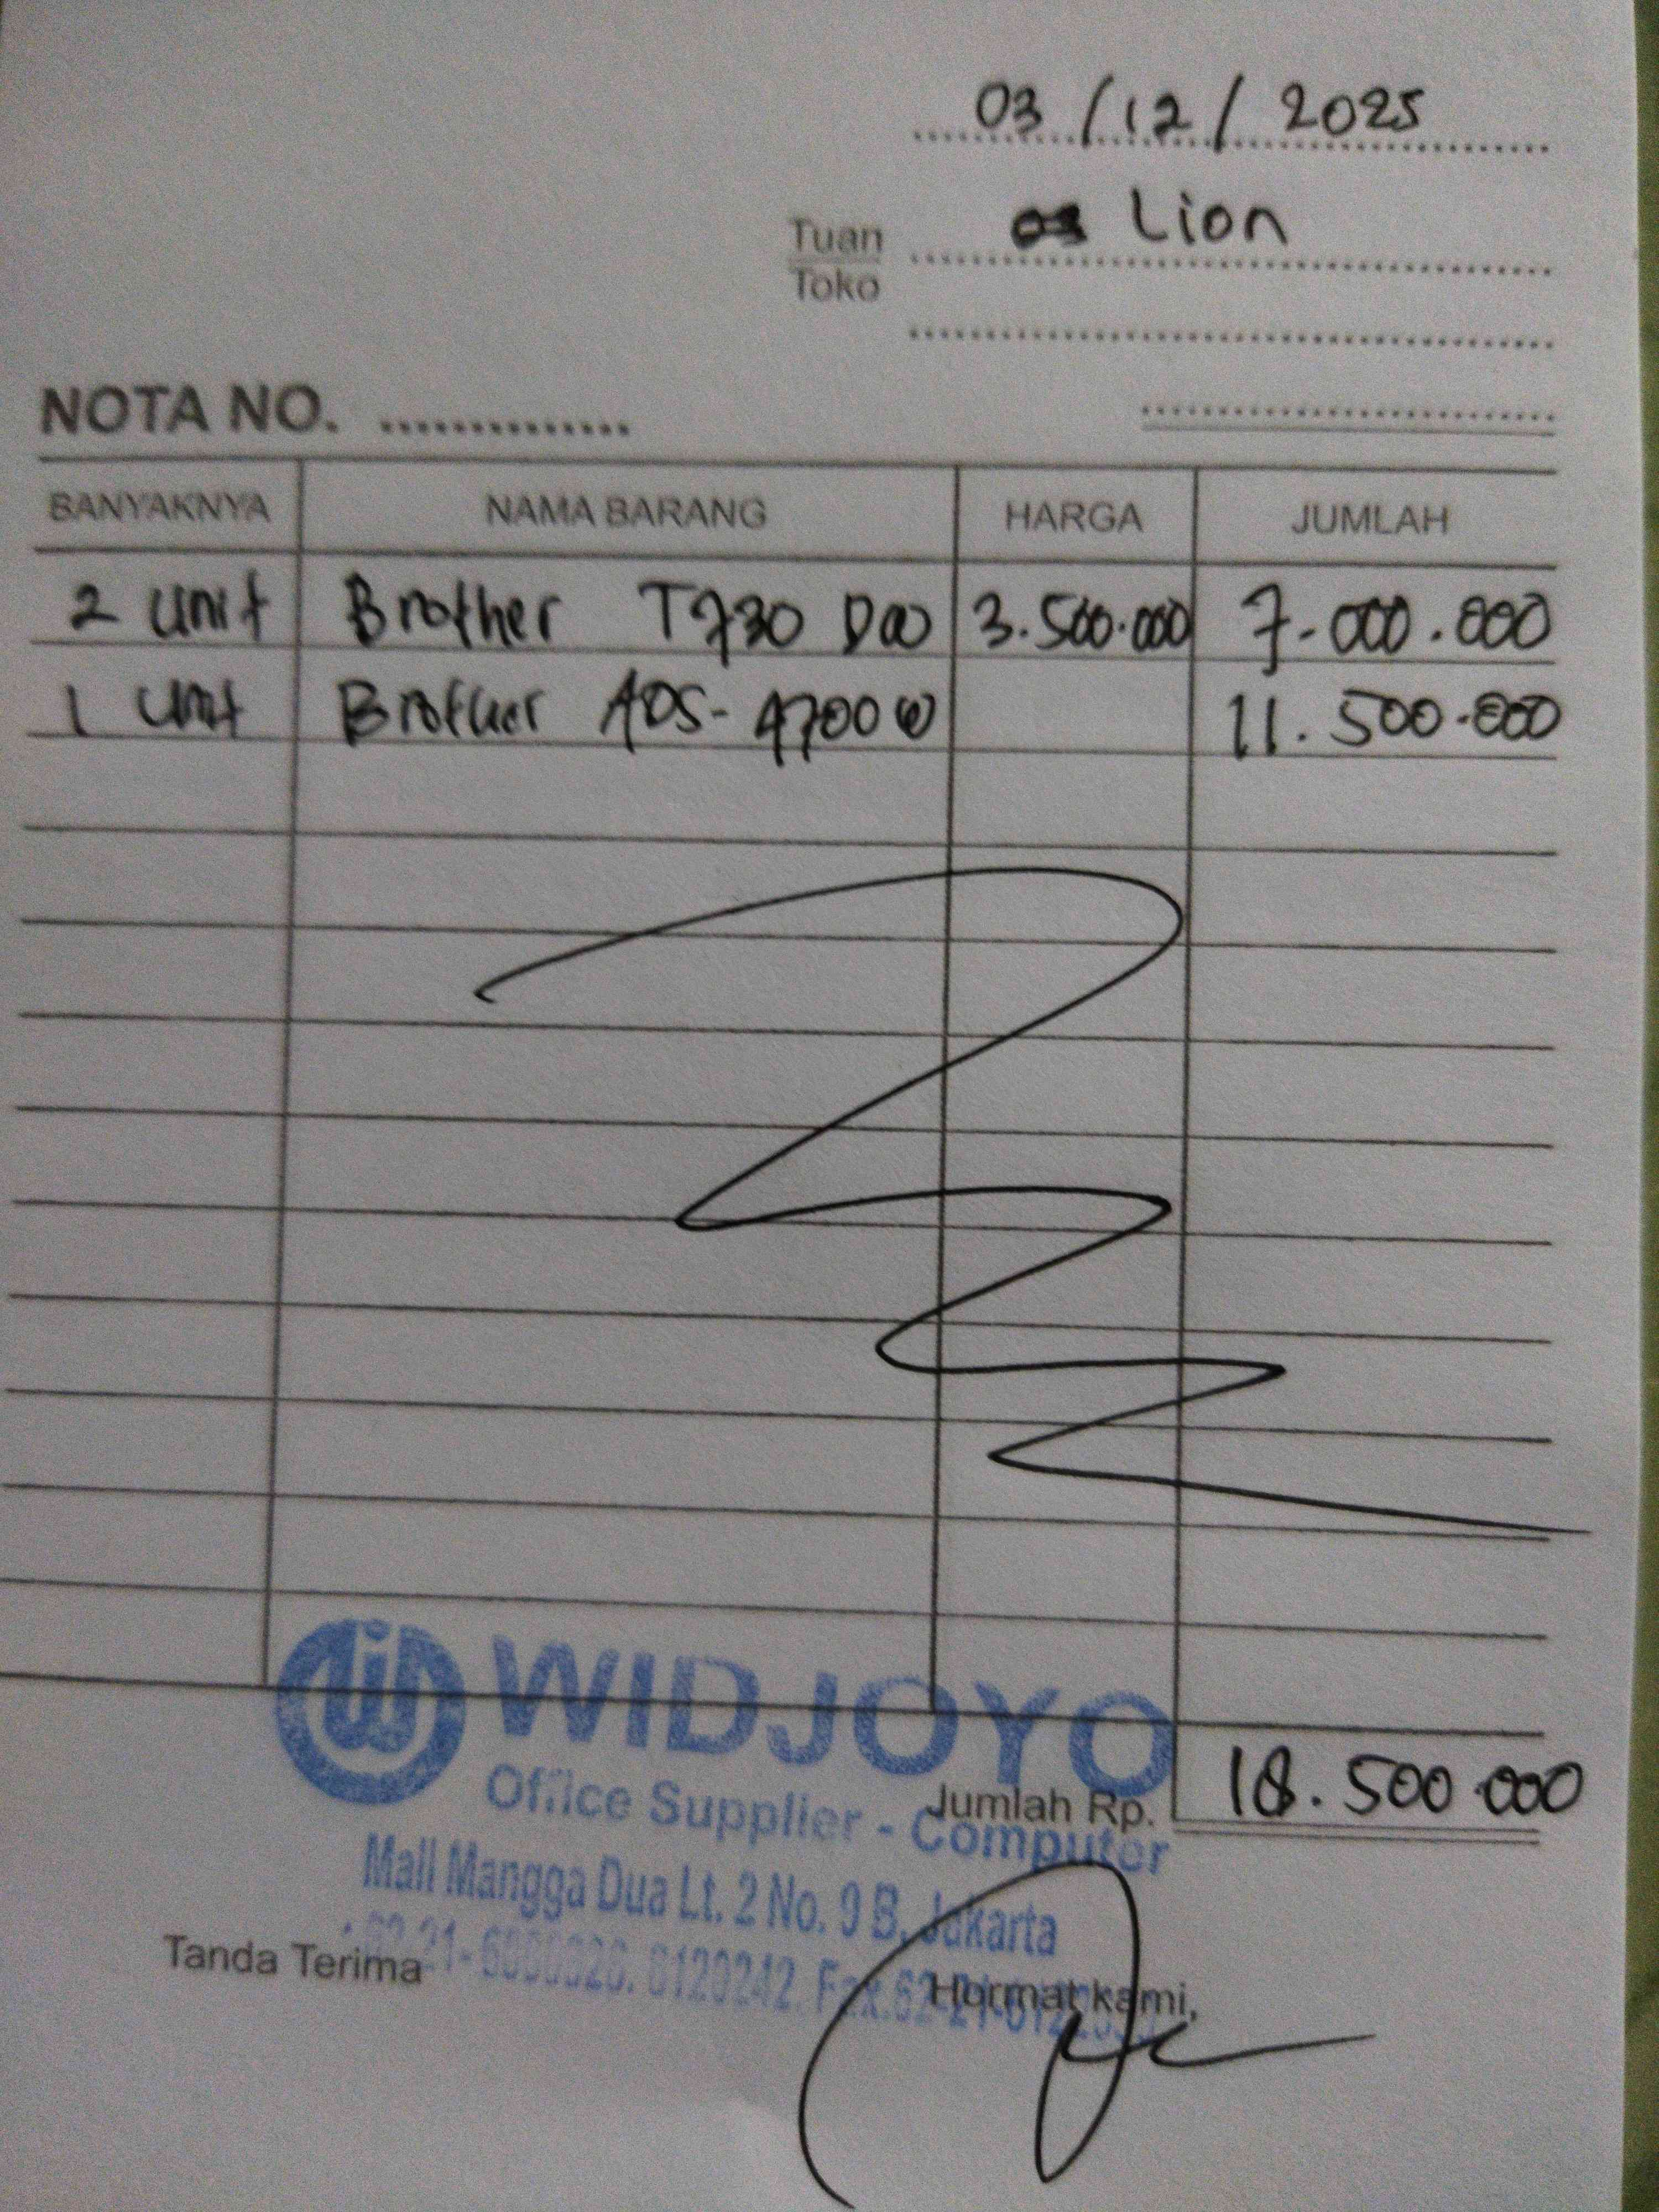 03/12/2025
Tuan Lion
Toko
NOTA NO. ..............
BANYAKNYA NAMA BARANG HARGA JUMLAH
2 Unit Brother T730 DW 3.500.000 7.000.000
1 Unit Brother ADS-4700W 11.500.000
WIDJOYO
Office Supplier - Computer
Jumlah Rp. 18.500.000
Mall Mangga Dua Lt. 2 No. 9 B, Jakarta
6129242. Fax.
Tanda Terima Hormat kami,